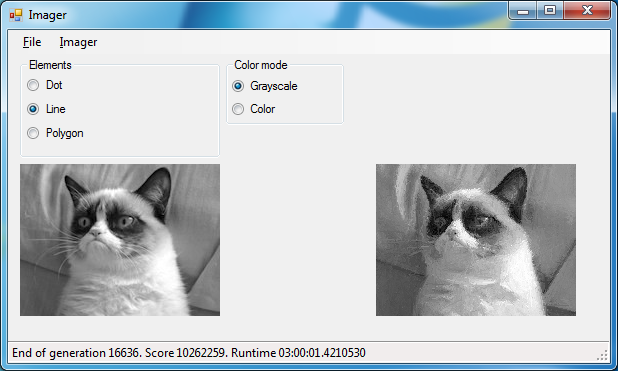 Imager
File Imager
Elements
Dot
Line
Polygon
Color mode
Grayscale
Color
End of generation 16636. Score 10262259. Runtime 03:00:01.4210530